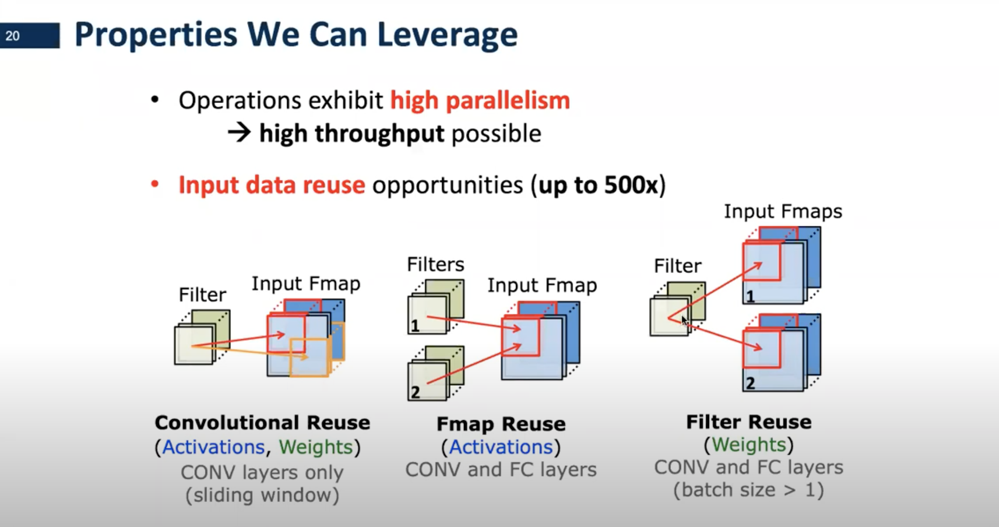 20
Properties We Can Leverage
• Operations exhibit high parallelism
→ high throughput possible
• Input data reuse opportunities (up to 500x)
Filter
Input Fmap
Convolutional Reuse
(Activations, Weights)
CONV layers only
(sliding window)
Filters
Input Fmap
1
2
Fmap Reuse
(Activations)
CONV and FC layers
Input Fmaps
Filter
1
2
Filter Reuse
(Weights)
CONV and FC layers
(batch size > 1)